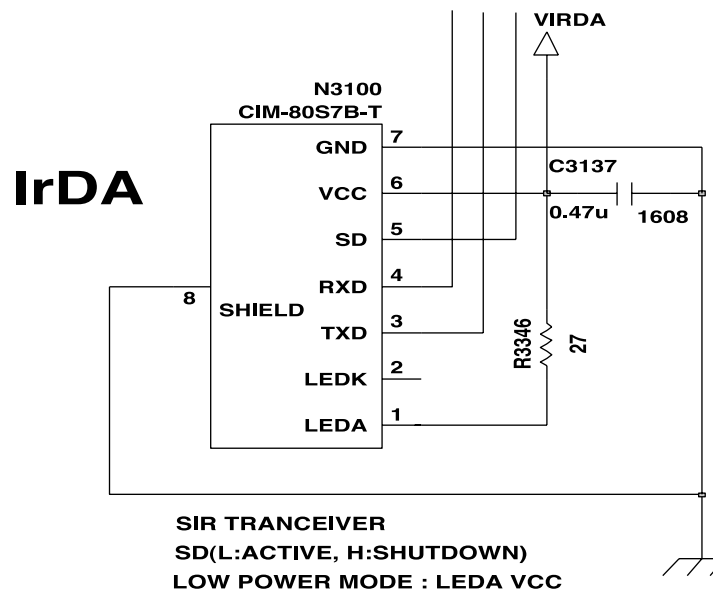 VIRDA
N3100
CIM-80S7B-T
IrDA
GND 7
VCC 6
SD 5
RXD 4
TXD 3
LEDK 2
LEDA 1
8 SHIELD
C3137
0.47u 1608
R3346 27
SIR TRANCEIVER
SD(L:ACTIVE, H:SHUTDOWN)
LOW POWER MODE : LEDA VCC